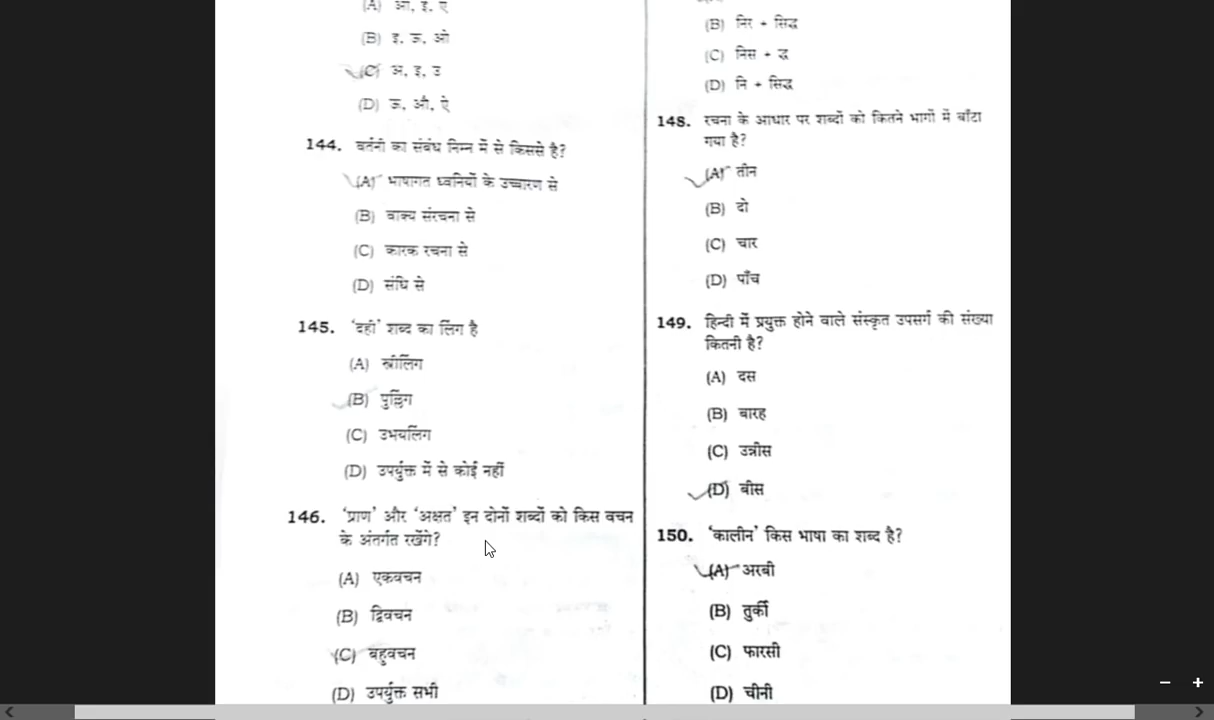 (A) आ, इ, ए
(B) इ, ऊ, ओ
(C) अ, इ, उ
(D) ऊ, औ, ऐ
144. वर्तनी का संबंध निम्न में से किससे है?
(A) भाषागत ध्वनियों के उच्चारण से
(B) वाक्य संरचना से
(C) कारक रचना से
(D) संधि से
145. 'दही' शब्द का लिंग है
(A) स्त्रीलिंग
(B) पुल्लिंग
(C) उभयलिंग
(D) उपर्युक्त में से कोई नहीं
146. 'प्राण' और 'अक्षत' इन दोनों शब्दों को किस वचन
के अंतर्गत रखेंगे?
(A) एकवचन
(B) द्विवचन
(C) बहुवचन
(D) उपर्युक्त सभी
(B) निर + सिद्ध
(C) निस + द्ध
(D) नि + सिद्ध
148. रचना के आधार पर शब्दों को कितने भागों में बाँटा
गया है?
(A) तीन
(B) दो
(C) चार
(D) पाँच
149. हिन्दी में प्रयुक्त होने वाले संस्कृत उपसर्ग की संख्या
कितनी है?
(A) दस
(B) बारह
(C) उन्नीस
(D) बीस
150. 'कालीन' किस भाषा का शब्द है?
(A) अरबी
(B) तुर्की
(C) फारसी
(D) चीनी